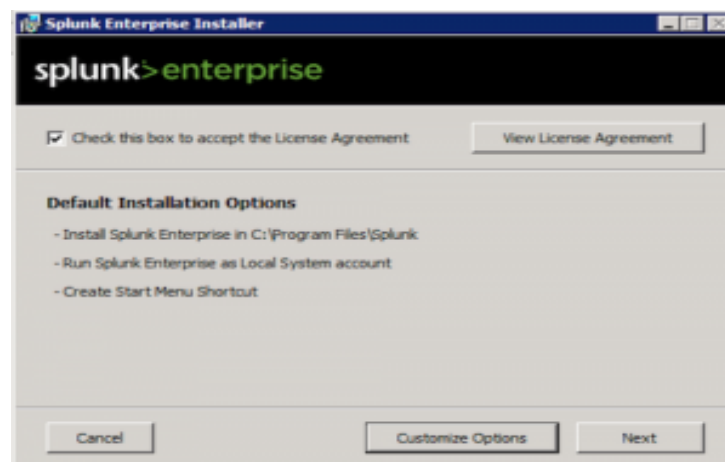 Splunk Enterprise Installer
splunk>enterprise
Check this box to accept the License Agreement
View License Agreement
Default Installation Options
- Install Splunk Enterprise in C:\Program Files\Splunk
- Run Splunk Enterprise as Local System account
- Create Start Menu Shortcut
Cancel
Customize Options
Next